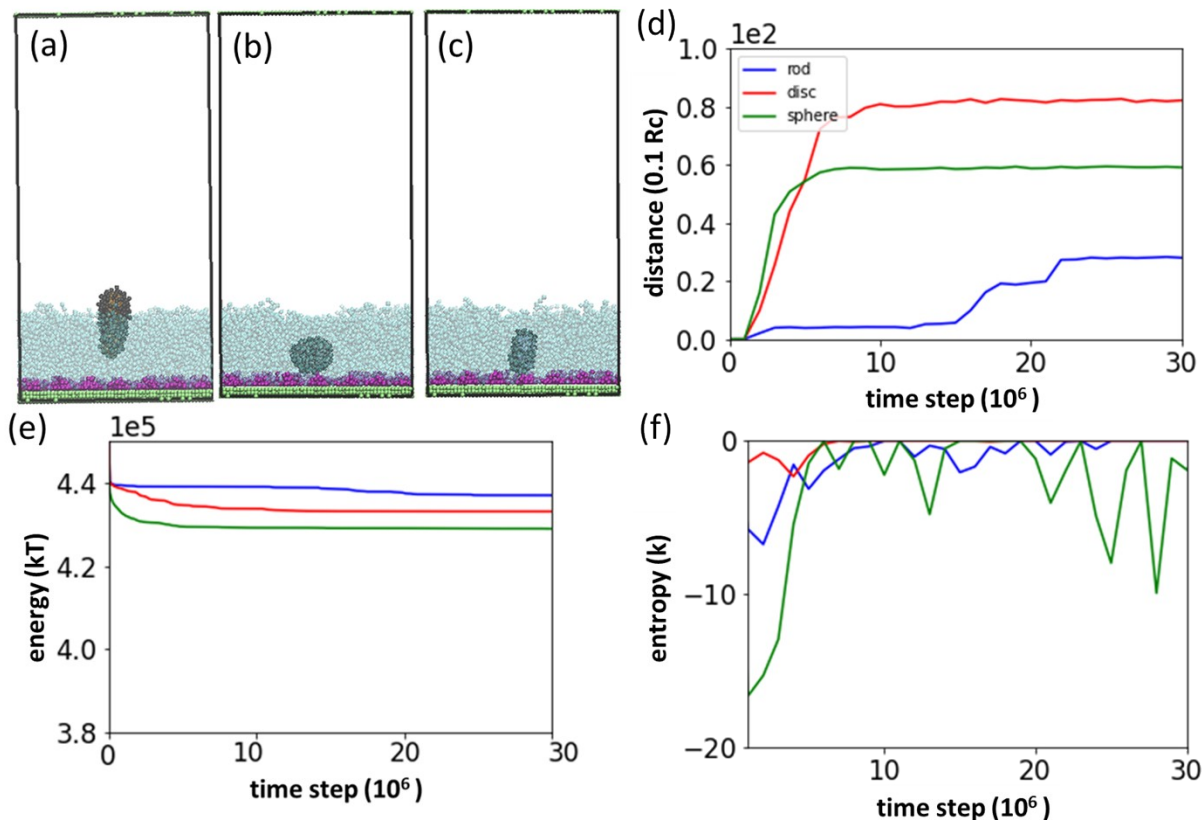 (a)
(b)
(c)
(d)
1e2
rod
disc
sphere
1.0
0.8
0.6
0.4
0.2
0.0
distance (0.1 Rc)
0 10 20 30
time step (10⁶)
(e)
1e5
4.4
4.2
4.0
3.8
energy (kT)
0 10 20 30
time step (10⁶)
(f)
0
−10
−20
entropy (k)
10 20 30
time step (10⁶)